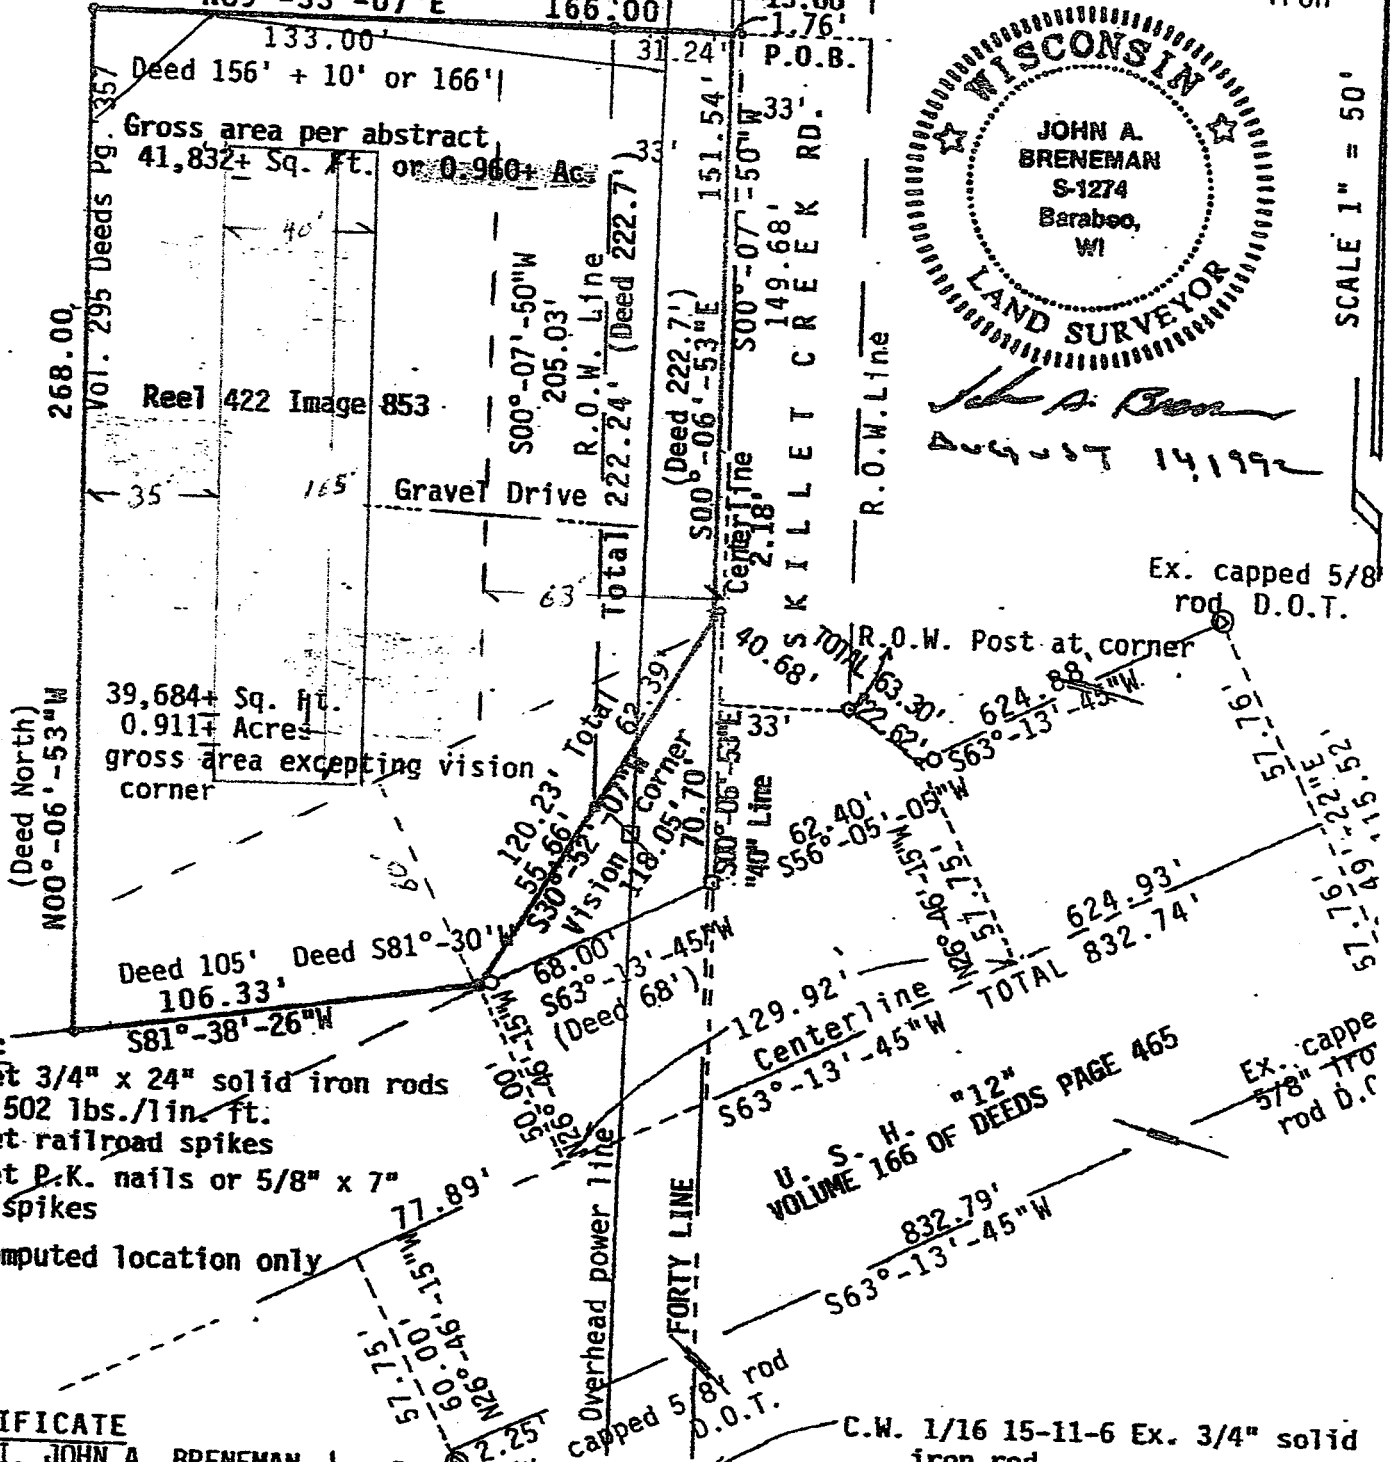 166.00'
1.76'
133.00'
31.24'
P.O.B.
Deed 156' + 10' or 166'
Gross area per abstract
41,832+ Sq. Ft. or 0.960+ Ac.
33'
33'
151.54'
S00°-07'-50"W
149.68'
SKILLET CREEK RD.
R.O.W.Line
WISCONSIN
JOHN A.
BRENEMAN
S-1274
Baraboo,
WI
LAND SURVEYOR
SCALE 1" = 50'
August 14, 1992
Vol. 295 Deeds Pg. 357
268.00'
40'
S00°-07'-50"W
205.03'
R.O.W. Line
Total 222.24' (Deed 222.7')
(Deed 222.7')
S00°-06'-53"E
Centerline
2.18'
Reel 422 Image 853
35'
165'
Gravel Drive
63'
Ex. capped 5/8"
rod D.O.T.
R.O.W. Post at corner
40.68'
TOTAL 63.30'
22.62'
624.88'
S63°-13'-45"W
57.76'
33'
39,684+ Sq. Ft.
0.911+ Acres
gross area excepting vision
corner
(Deed North)
N00°-06'-53"W
60'
120.23' Total
62.39'
55.66'
S30°-52'-07"W
Vision corner
118.05'
70.70'
S00°-06'-53"E
"40" Line
62.40'
S56°-05'-05"W
N26°-46'-15"W
57.75'
624.93'
TOTAL 832.74'
57.76'
15.52'
Deed 105' Deed S81°-30'W
106.33'
S81°-38'-26"W
68.00'
S63°-13'-45"W
(Deed 68')
129.92'
Centerline
S63°-13'-45"W
50.00'
N26°-46'-15"W
et 3/4" x 24" solid iron rods
502 lbs./lin. ft.
et railroad spikes
et P.K. nails or 5/8" x 7"
spikes
mputed location only
Ex. cappe
5/8" iro
rod D.O
U. S. H. "12"
VOLUME 166 OF DEEDS PAGE 465
77.89'
832.79'
S63°-13'-45"W
Overhead power line
FORTY LINE
57.75'
60.00'
N26°-46'-15"W
2.25'
capped 5/8" rod
D.O.T.
IFICATE
I, JOHN A. BRENEMAN,
C.W. 1/16 15-11-6 Ex. 3/4" solid
iron rod